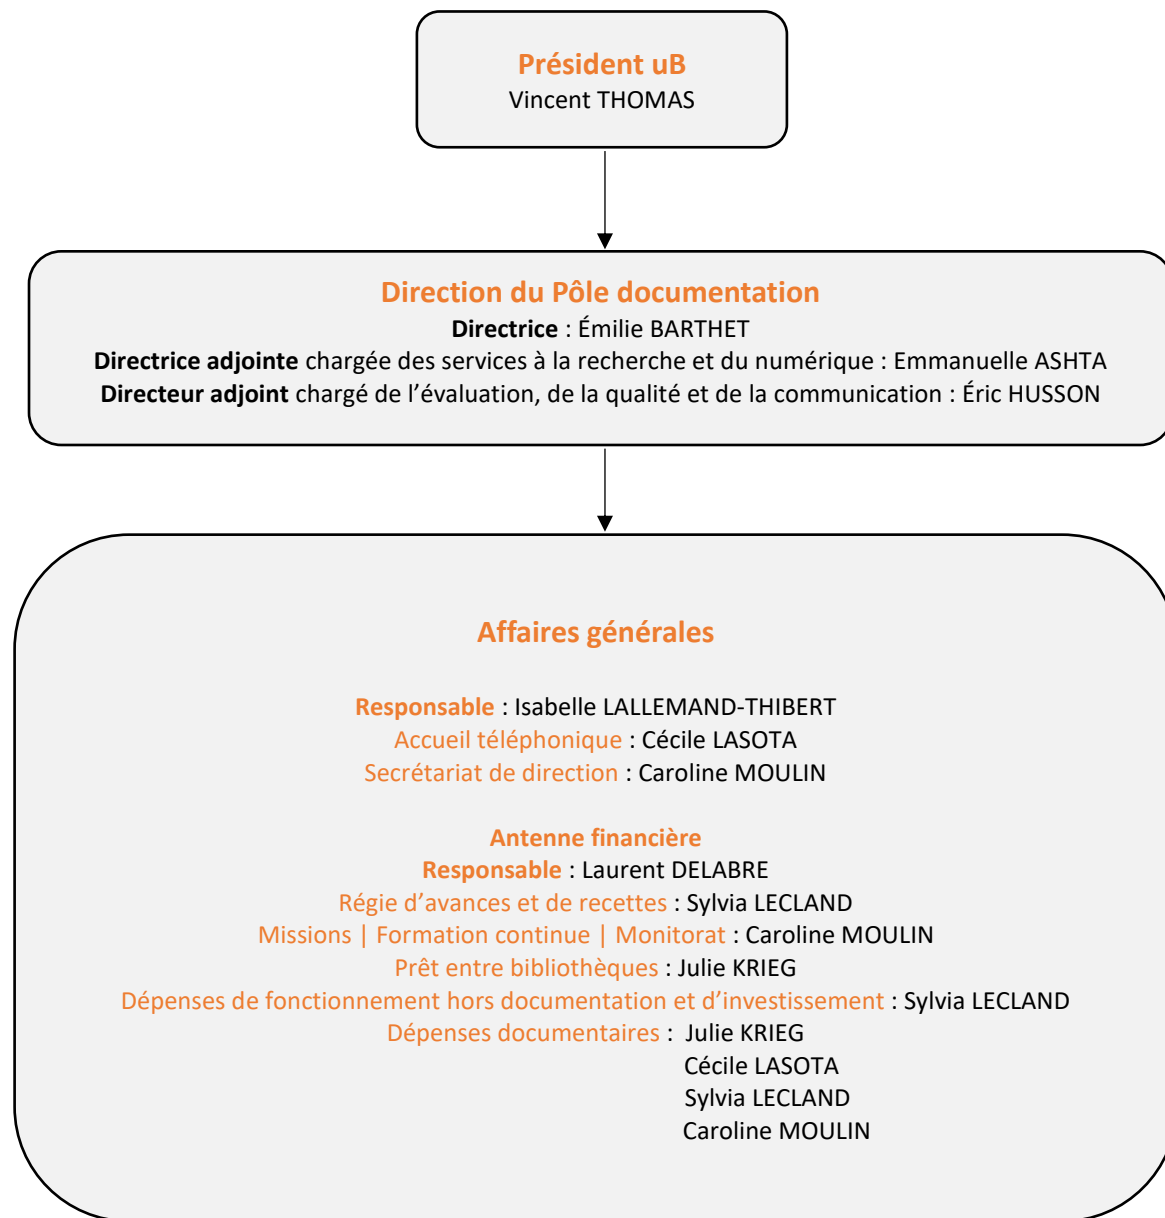 Président uB
Vincent THOMAS
Direction du Pôle documentation
Directrice : Émilie BARTHET
Directrice adjointe chargée des services à la recherche et du numérique : Emmanuelle ASHTA
Directeur adjoint chargé de l’évaluation, de la qualité et de la communication : Éric HUSSON
Affaires générales
Responsable : Isabelle LALLEMAND-THIBERT
Accueil téléphonique : Cécile LASOTA
Secrétariat de direction : Caroline MOULIN
Antenne financière
Responsable : Laurent DELABRE
Régie d’avances et de recettes : Sylvia LECLAND
Missions | Formation continue | Monitorat : Caroline MOULIN
Prêt entre bibliothèques : Julie KRIEG
Dépenses de fonctionnement hors documentation et d’investissement : Sylvia LECLAND
Dépenses documentaires : Julie KRIEG
Cécile LASOTA
Sylvia LECLAND
Caroline MOULIN